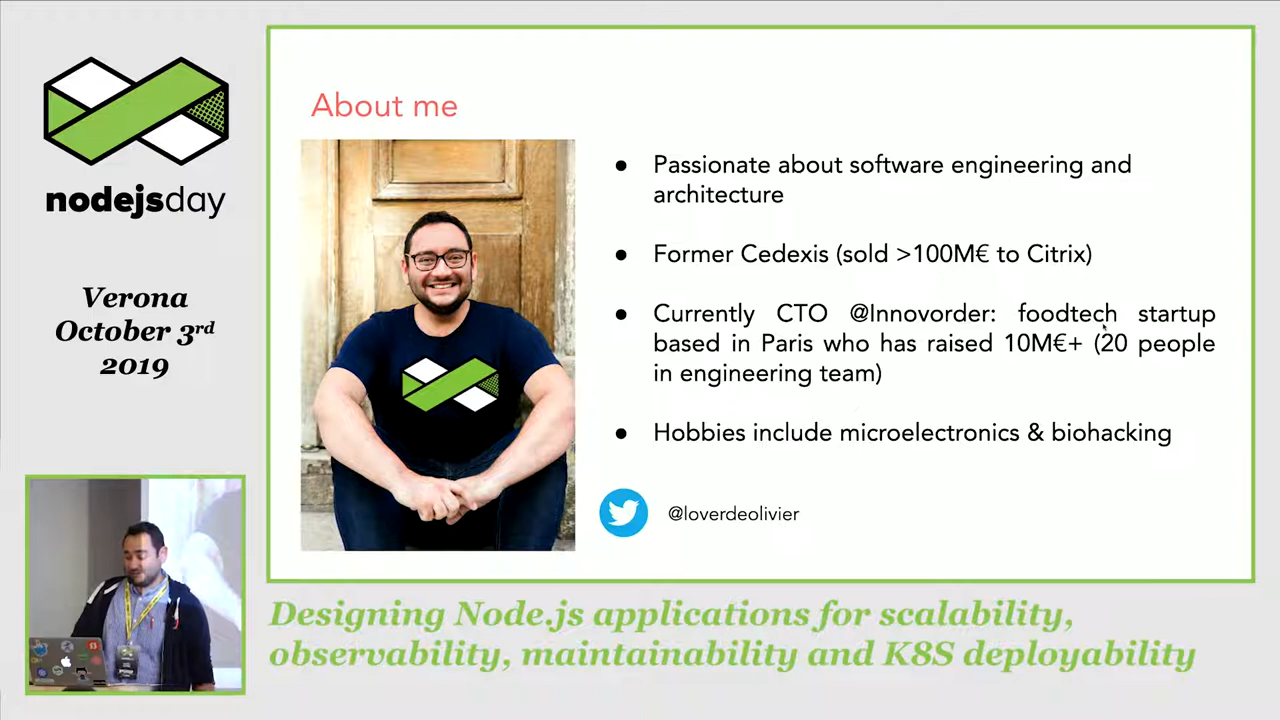 nodejsday
Verona
October 3rd
2019
About me
● Passionate about software engineering and
architecture
● Former Cedexis (sold >100M€ to Citrix)
● Currently CTO @Innovorder: foodtech startup
based in Paris who has raised 10M€+ (20 people
in engineering team)
● Hobbies include microelectronics & biohacking
@loverdeolivier
Designing Node.js applications for scalability,
observability, maintainability and K8S deployability